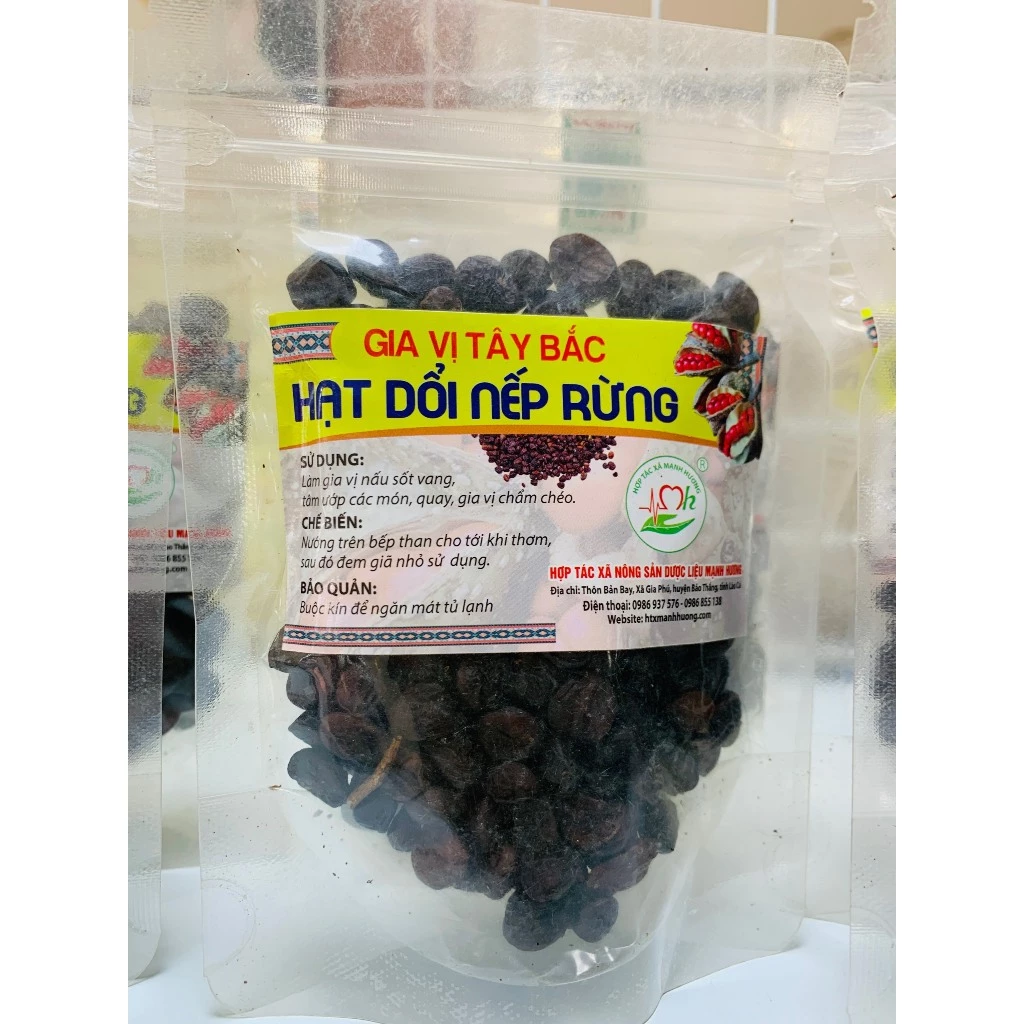 GIA VỊ TÂY BẮC
HẠT DỔI NẾP RỪNG
SỬ DỤNG:
Làm gia vị nấu sốt vang,
tâm ướp các món, quay, gia vị chẩm chéo.
CHẾ BIẾN:
Nướng trên bếp than cho tới khi thơm,
sau đó đem giã nhỏ sử dụng.
BẢO QUẢN:
Buộc kín để ngăn mát tủ lạnh
HỢP TÁC XÃ MẠNH HƯƠNG
®
Mh
HỢP TÁC XÃ NÔNG SẢN DƯỢC LIỆU MẠNH HƯƠNG
Địa chỉ: Thôn Bản Bay, Xã Gia Phú, huyện Bảo Thắng, tỉnh Lào Cai
Điện thoại: 0986 937 576 - 0986 855 138
Website: htxmanhhuong.com